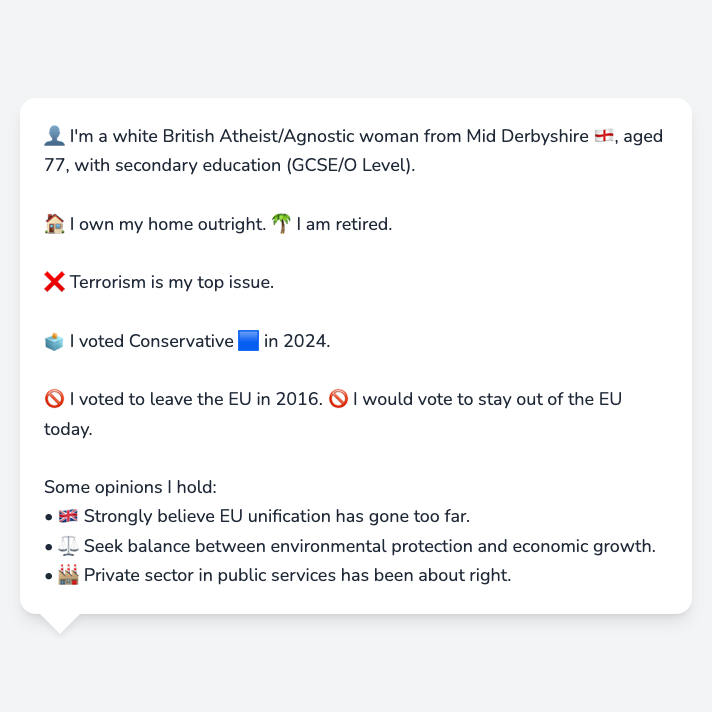 👤 I'm a white British Atheist/Agnostic woman from Mid Derbyshire 🏴󠁧󠁢󠁥󠁮󠁧󠁿, aged
77, with secondary education (GCSE/O Level).
🏠 I own my home outright. 🌴 I am retired.
❌ Terrorism is my top issue.
🗳️ I voted Conservative 🟦 in 2024.
🚫 I voted to leave the EU in 2016. 🚫 I would vote to stay out of the EU
today.
Some opinions I hold:
• 🇬🇧 Strongly believe EU unification has gone too far.
• ⚖️ Seek balance between environmental protection and economic growth.
• 🏭 Private sector in public services has been about right.